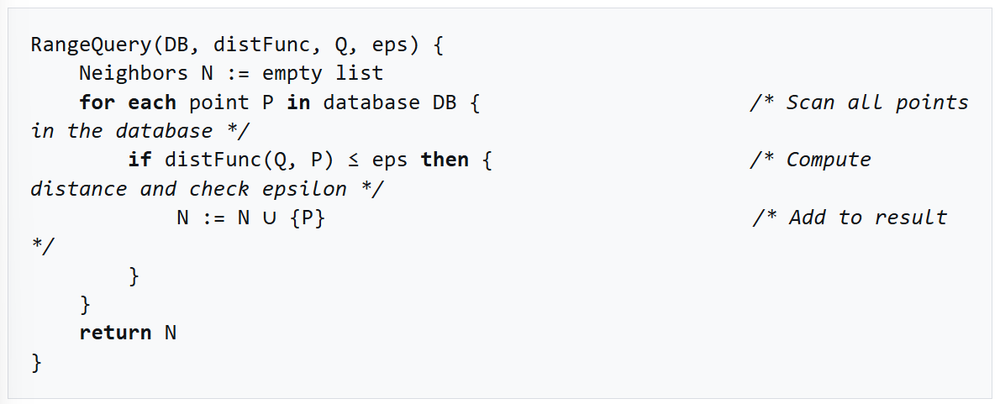 RangeQuery(DB, distFunc, Q, eps) {
    Neighbors N := empty list
    for each point P in database DB {                      /* Scan all points
in the database */
        if distFunc(Q, P) ≤ eps then {                     /* Compute
distance and check epsilon */
            N := N ∪ {P}                                   /* Add to result
*/
        }
    }
    return N
}